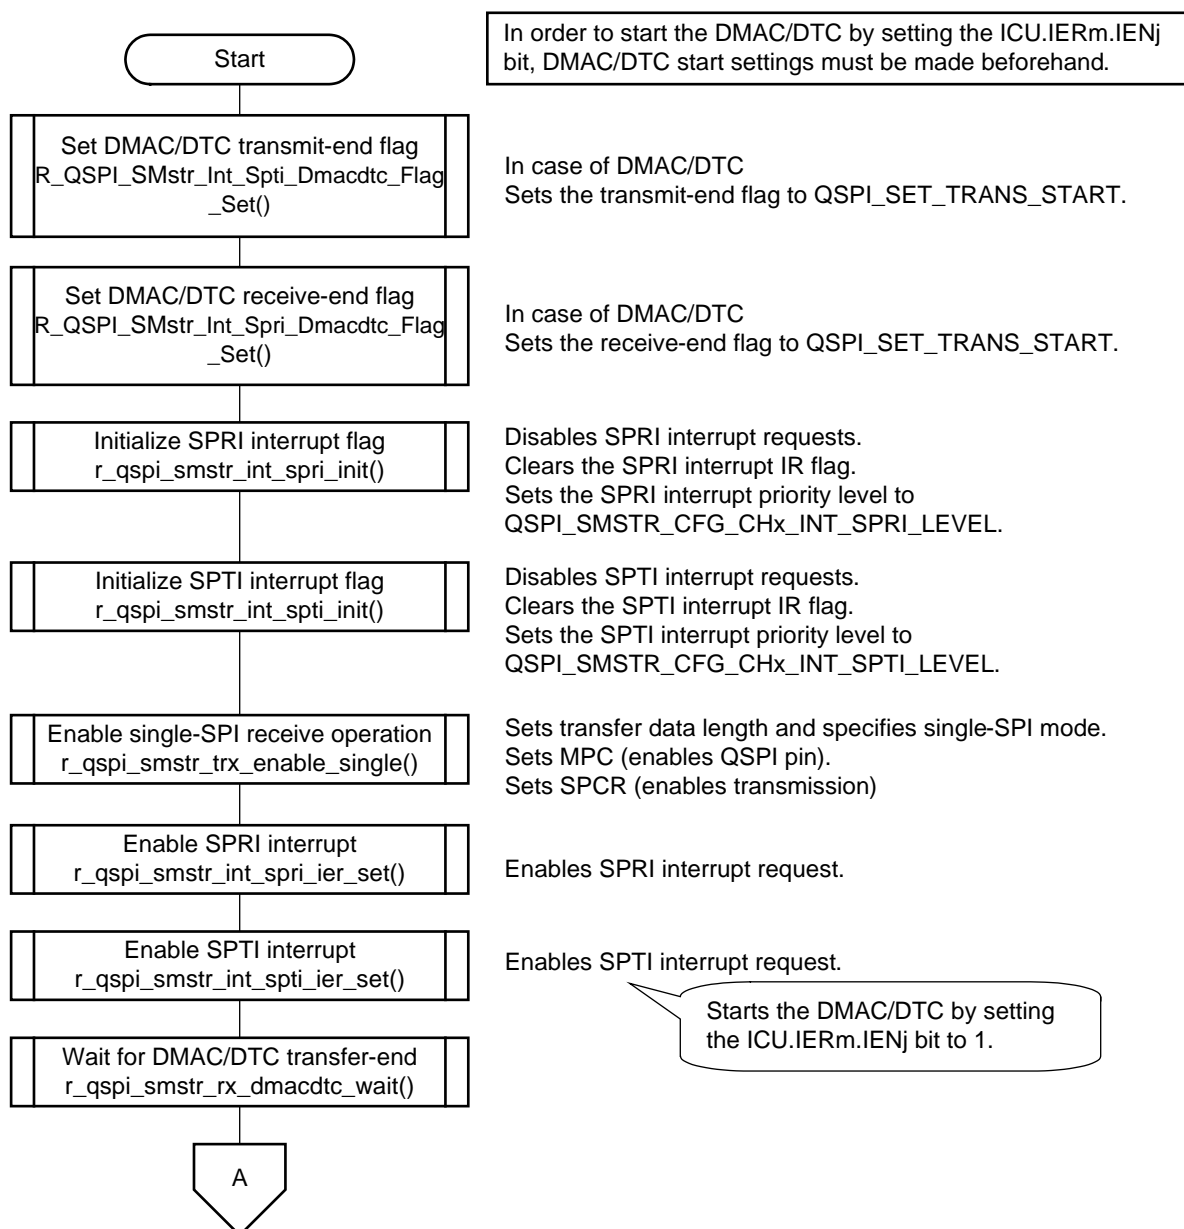 In order to start the DMAC/DTC by setting the ICU.IERm.IENj
bit, DMAC/DTC start settings must be made beforehand.
Start
Set DMAC/DTC transmit-end flag
R_QSPI_SMstr_Int_Spti_Dmacdtc_Flag
_Set()
In case of DMAC/DTC
Sets the transmit-end flag to QSPI_SET_TRANS_START.
Set DMAC/DTC receive-end flag
R_QSPI_SMstr_Int_Spri_Dmacdtc_Flag
_Set()
In case of DMAC/DTC
Sets the receive-end flag to QSPI_SET_TRANS_START.
Initialize SPRI interrupt flag
r_qspi_smstr_int_spri_init()
Disables SPRI interrupt requests.
Clears the SPRI interrupt IR flag.
Sets the SPRI interrupt priority level to
QSPI_SMSTR_CFG_CHx_INT_SPRI_LEVEL.
Initialize SPTI interrupt flag
r_qspi_smstr_int_spti_init()
Disables SPTI interrupt requests.
Clears the SPTI interrupt IR flag.
Sets the SPTI interrupt priority level to
QSPI_SMSTR_CFG_CHx_INT_SPTI_LEVEL.
Enable single-SPI receive operation
r_qspi_smstr_trx_enable_single()
Sets transfer data length and specifies single-SPI mode.
Sets MPC (enables QSPI pin).
Sets SPCR (enables transmission)
Enable SPRI interrupt
r_qspi_smstr_int_spri_ier_set()
Enables SPRI interrupt request.
Enable SPTI interrupt
r_qspi_smstr_int_spti_ier_set()
Enables SPTI interrupt request.
Starts the DMAC/DTC by setting
the ICU.IERm.IENj bit to 1.
Wait for DMAC/DTC transfer-end
r_qspi_smstr_rx_dmacdtc_wait()
A